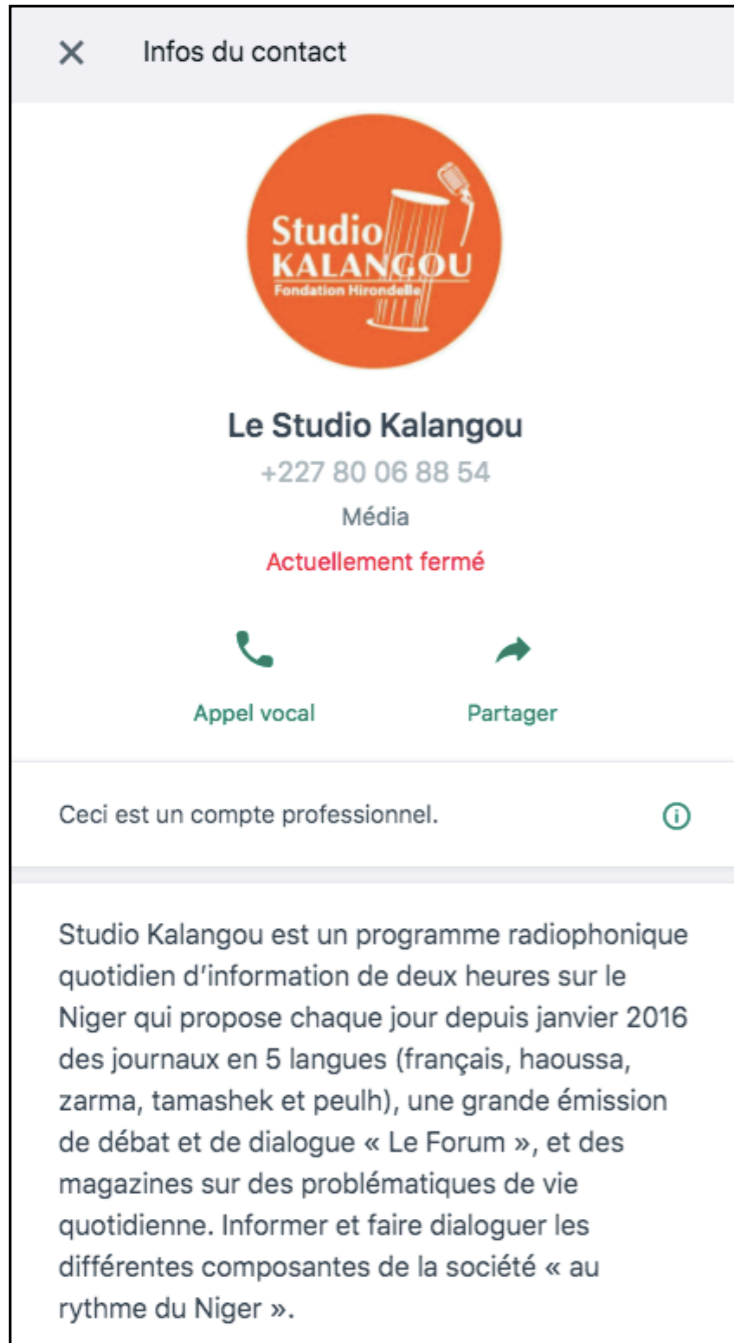 Infos du contact
Studio
KALANGOU
Fondation Hirondelle
Le Studio Kalangou
+227 80 06 88 54
Média
Actuellement fermé
Appel vocal
Partager
Ceci est un compte professionnel.
Studio Kalangou est un programme radiophonique
quotidien d’information de deux heures sur le
Niger qui propose chaque jour depuis janvier 2016
des journaux en 5 langues (français, haoussa,
zarma, tamashek et peulh), une grande émission
de débat et de dialogue « Le Forum », et des
magazines sur des problématiques de vie
quotidienne. Informer et faire dialoguer les
différentes composantes de la société « au
rythme du Niger ».